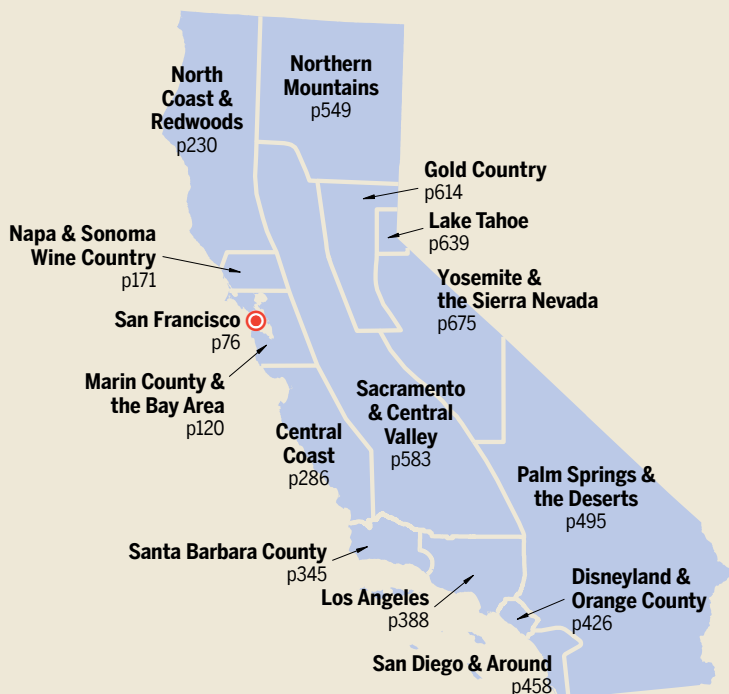 North
Coast &
Redwoods
p230
Northern
Mountains
p549
Gold Country
p614
Lake Tahoe
p639
Napa & Sonoma
Wine Country
p171
Yosemite &
the Sierra Nevada
p675
San Francisco
p76
Marin County &
the Bay Area
p120
Sacramento
& Central
Valley
p583
Central
Coast
p286
Palm Springs &
the Deserts
p495
Santa Barbara County
p345
Los Angeles
p388
Disneyland &
Orange County
p426
San Diego & Around
p458